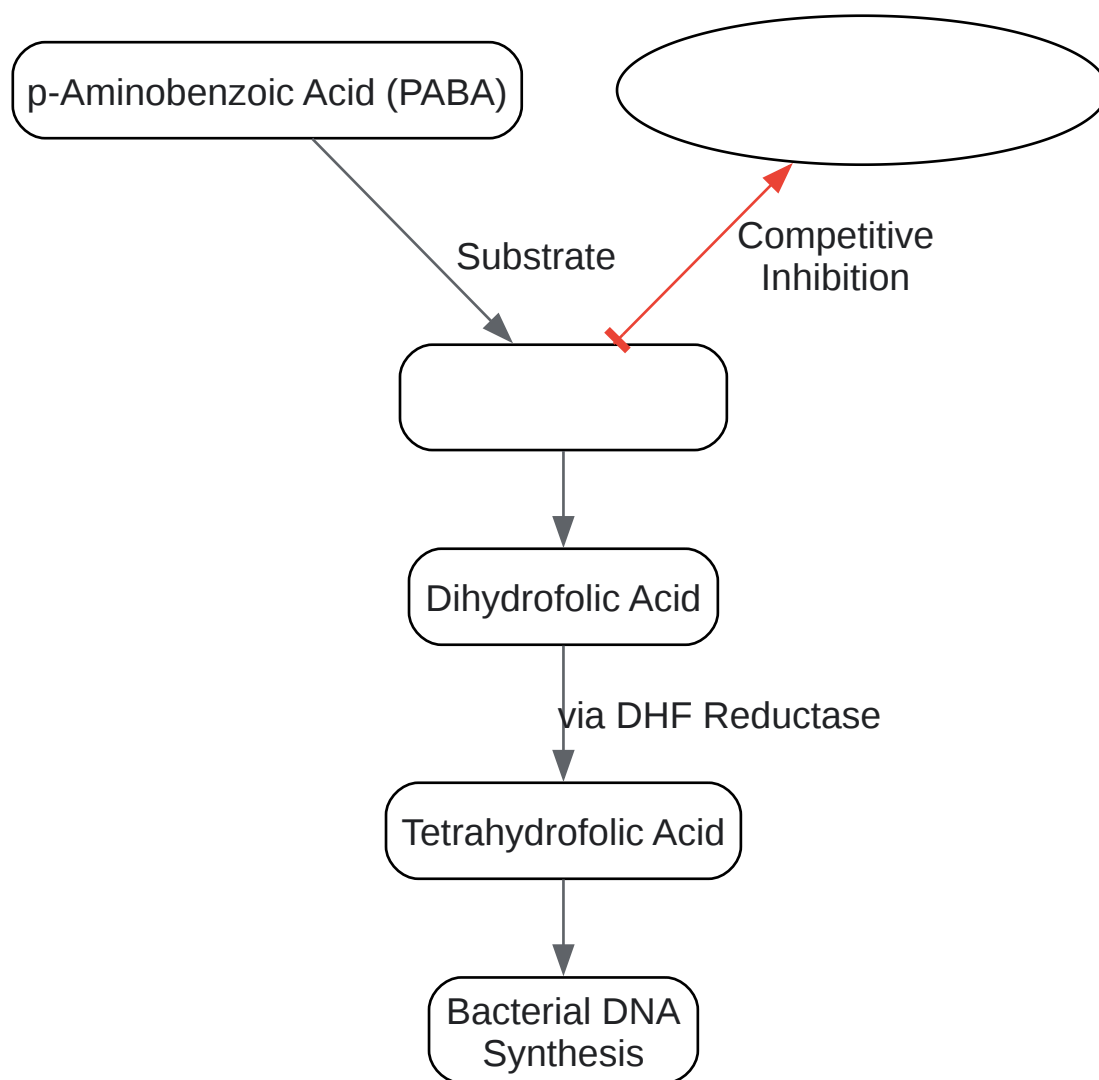 p-Aminobenzoic Acid (PABA)
Substrate
Competitive
Inhibition
Dihydrofolic Acid
via DHF Reductase
Tetrahydrofolic Acid
Bacterial DNA
Synthesis